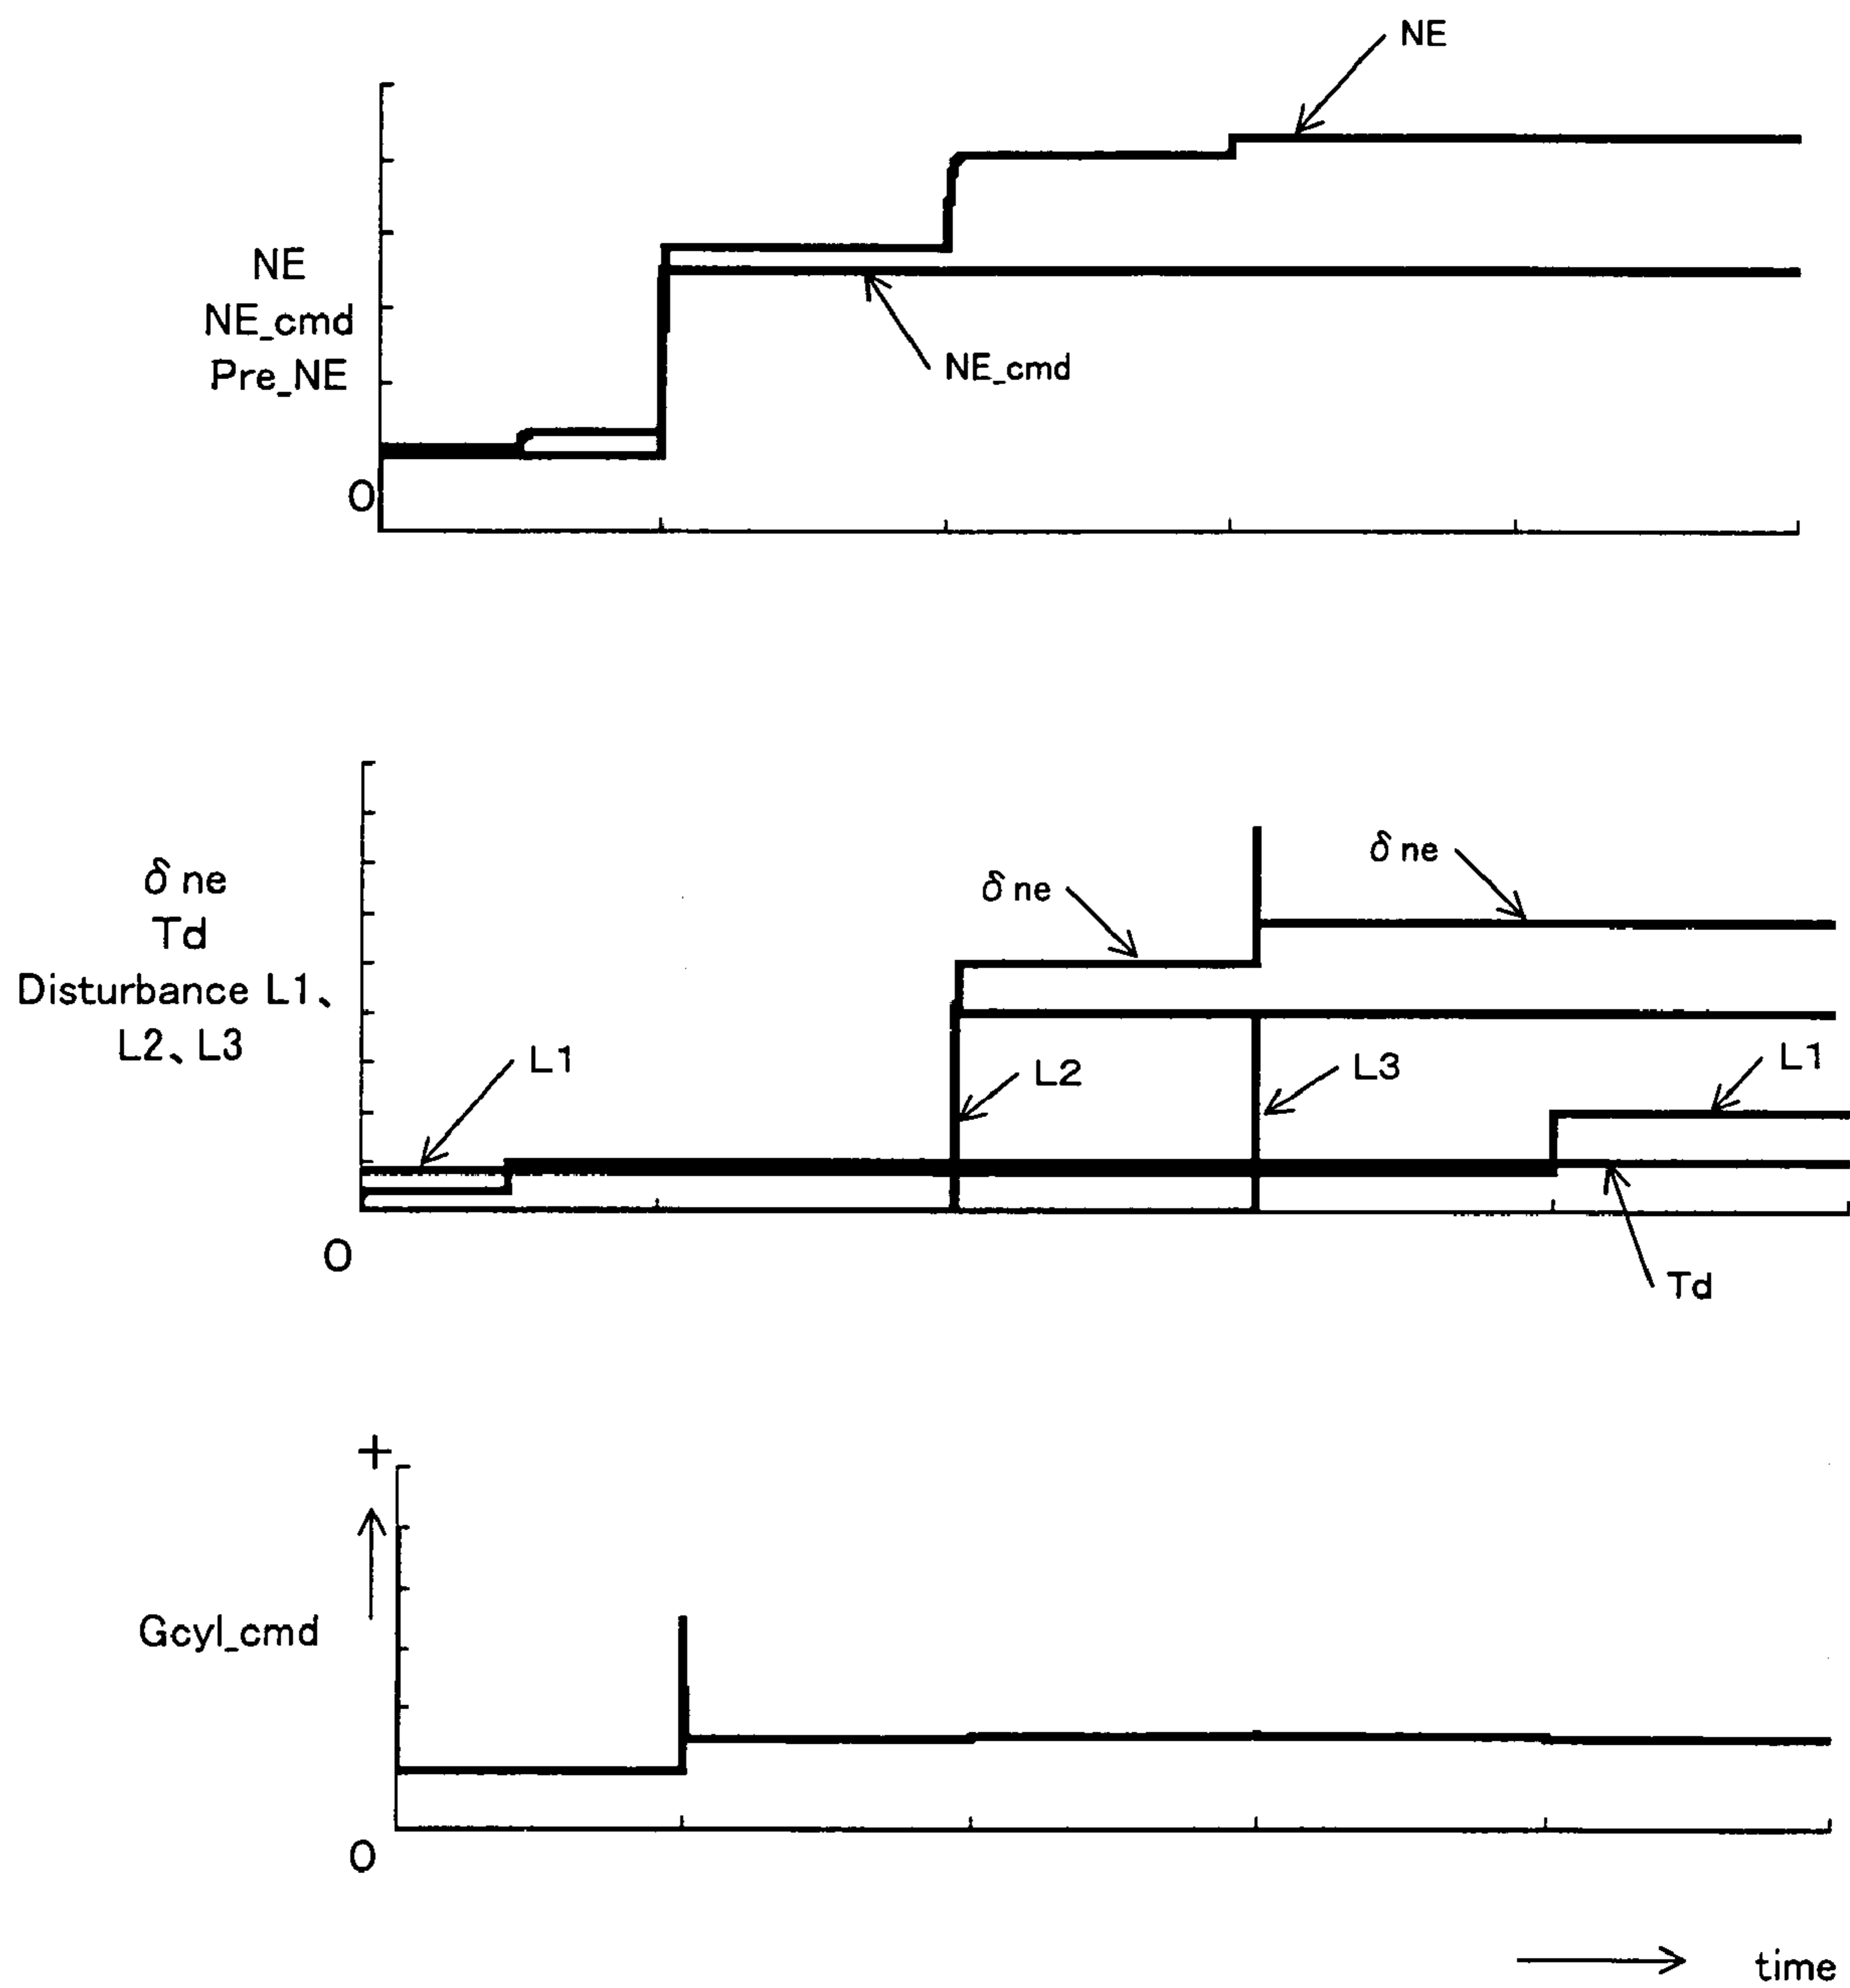 NE
NE
NE_cmd
Pre_NE
NE_cmd
O
δ ne
δ ne
δ ne
Td
Disturbance L1、
L2、L3
L1
L2
L3
L1
O
Td
+
Gcyl_cmd
O
time